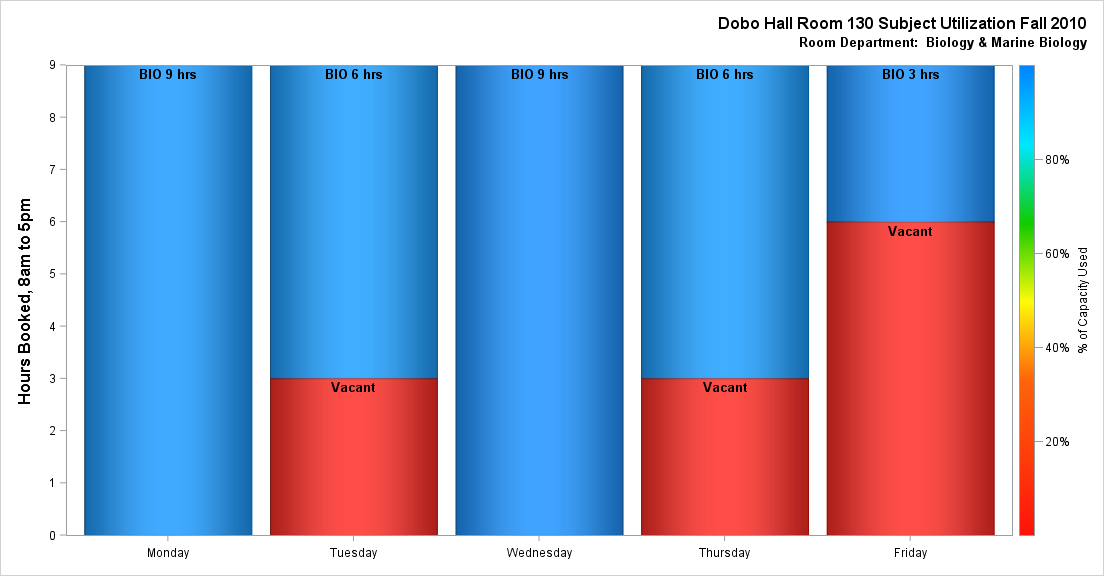 Dobo Hall Room 130 Subject Utilization Fall 2010
Room Department:  Biology & Marine Biology
Hours Booked, 8am to 5pm
9
8
7
6
5
4
3
2
1
0
BIO 9 hrs
BIO 6 hrs
Vacant
BIO 9 hrs
BIO 6 hrs
Vacant
BIO 3 hrs
Vacant
Monday
Tuesday
Wednesday
Thursday
Friday
80%
60%
40%
20%
% of Capacity Used